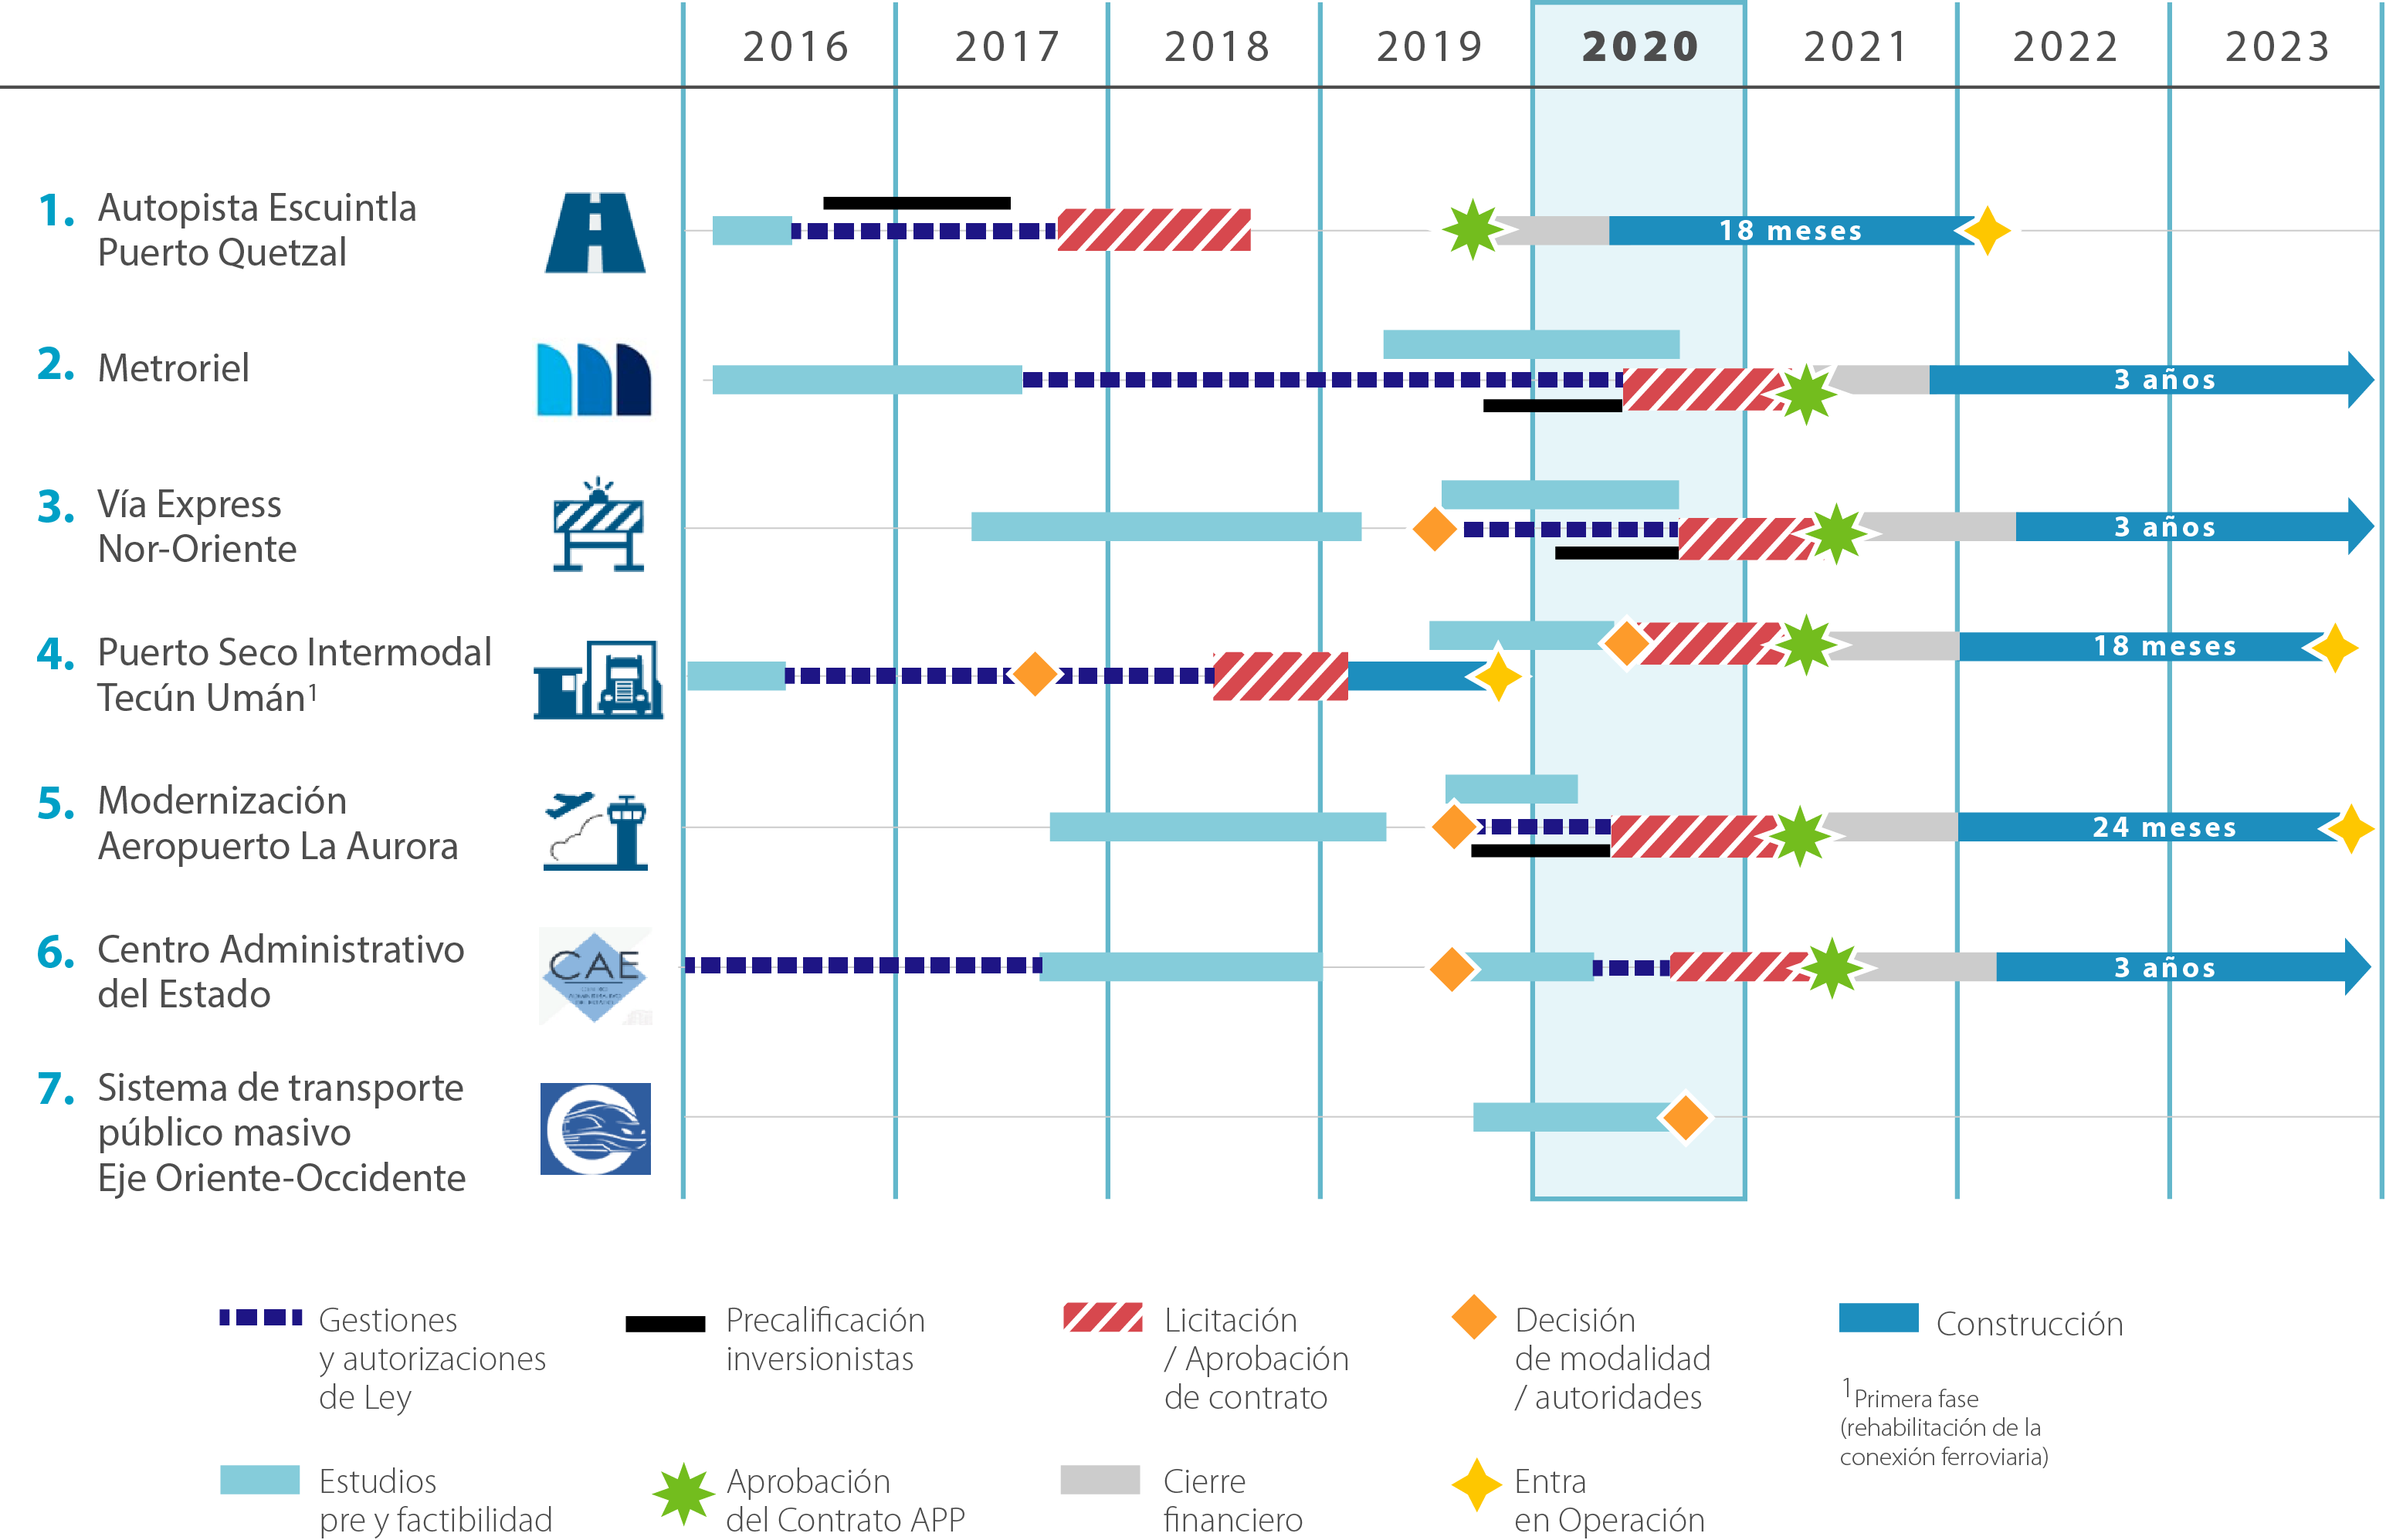 2016 2017 2018 2019 2020 2021 2022 2023
1. Autopista Escuintla
Puerto Quetzal
18 meses
2. Metroriel
3 años
3. Vía Express
Nor-Oriente
3 años
4. Puerto Seco Intermodal
Tecún Umán¹
18 meses
5. Modernización
Aeropuerto La Aurora
24 meses
6. Centro Administrativo
del Estado
CAE
3 años
7. Sistema de transporte
público masivo
Eje Oriente-Occidente
Gestiones
y autorizaciones
de Ley
Precalificación
inversionistas
Licitación
/ Aprobación
de contrato
Decisión
de modalidad
/ autoridades
Construcción
¹Primera fase
(rehabilitación de la
conexión ferroviaria)
Estudios
pre y factibilidad
Aprobación
del Contrato APP
Cierre
financiero
Entra
en Operación